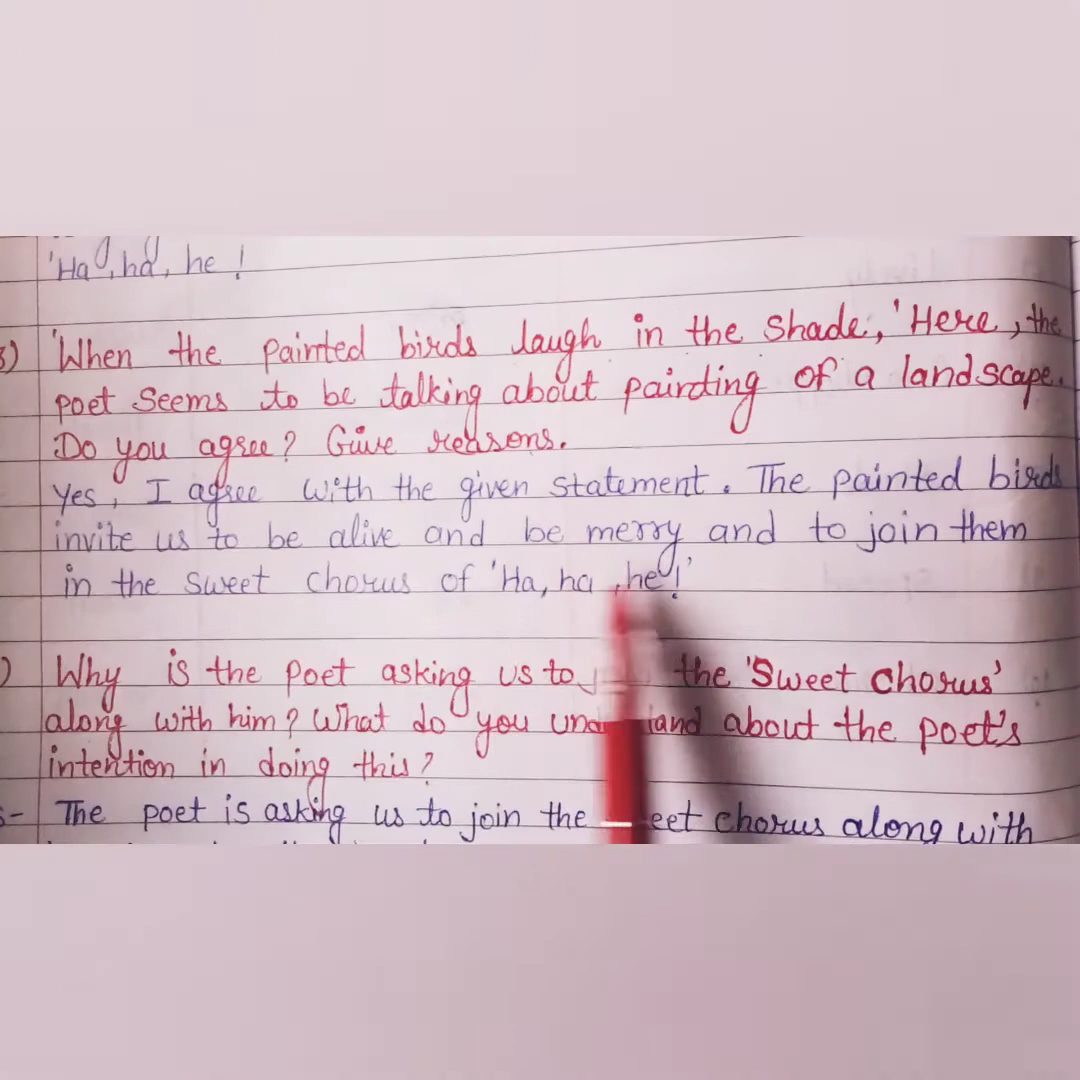 'Ha, ha, he!
3) 'When the painted birds laugh in the shade,' Here, the
poet seems to be talking about painting of a landscape.
Do you agree? Give reasons.
Yes, I agree with the given statement. The painted birds
invite us to be alive and be merry and to join them
in the sweet chorus of 'Ha, ha, he!'
) Why is the poet asking us to the 'Sweet chorus'
along with him? What do you about the poet's
intention in doing this?
The poet is asking us to join the chorus along with